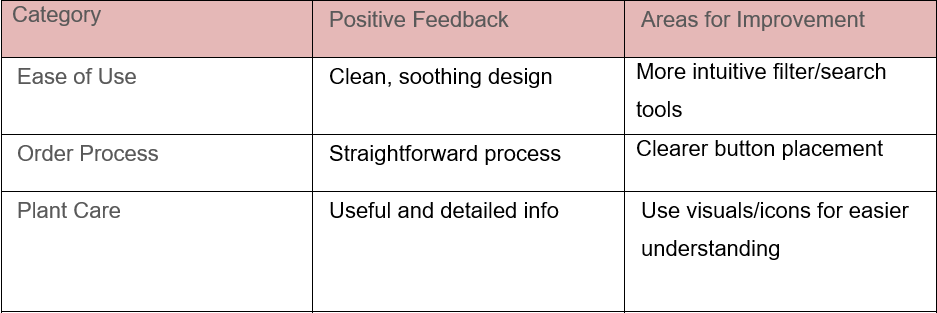 Category
Positive Feedback
Areas for Improvement
Ease of Use
Clean, soothing design
More intuitive filter/search
tools
Order Process
Straightforward process
Clearer button placement
Plant Care
Useful and detailed info
Use visuals/icons for easier
understanding